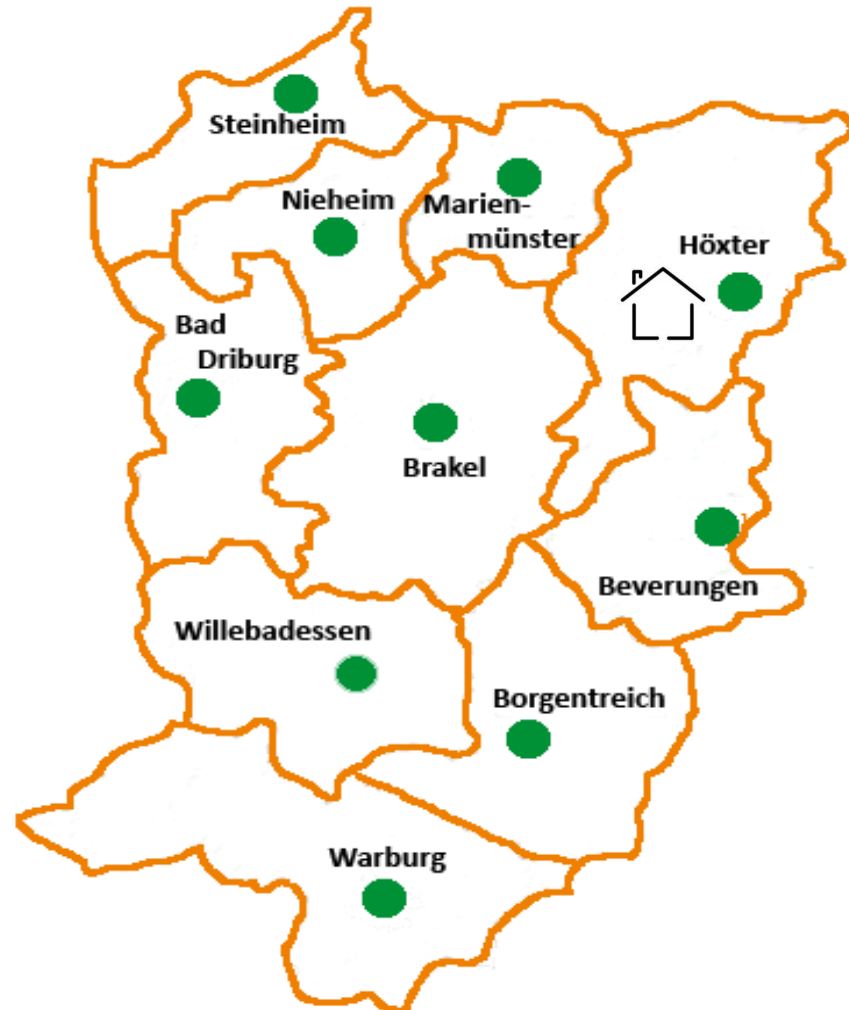 Steinheim
Nieheim
Marien-
münster
Höxter
Bad
Driburg
Brakel
Beverungen
Willebadessen
Borgentreich
Warburg